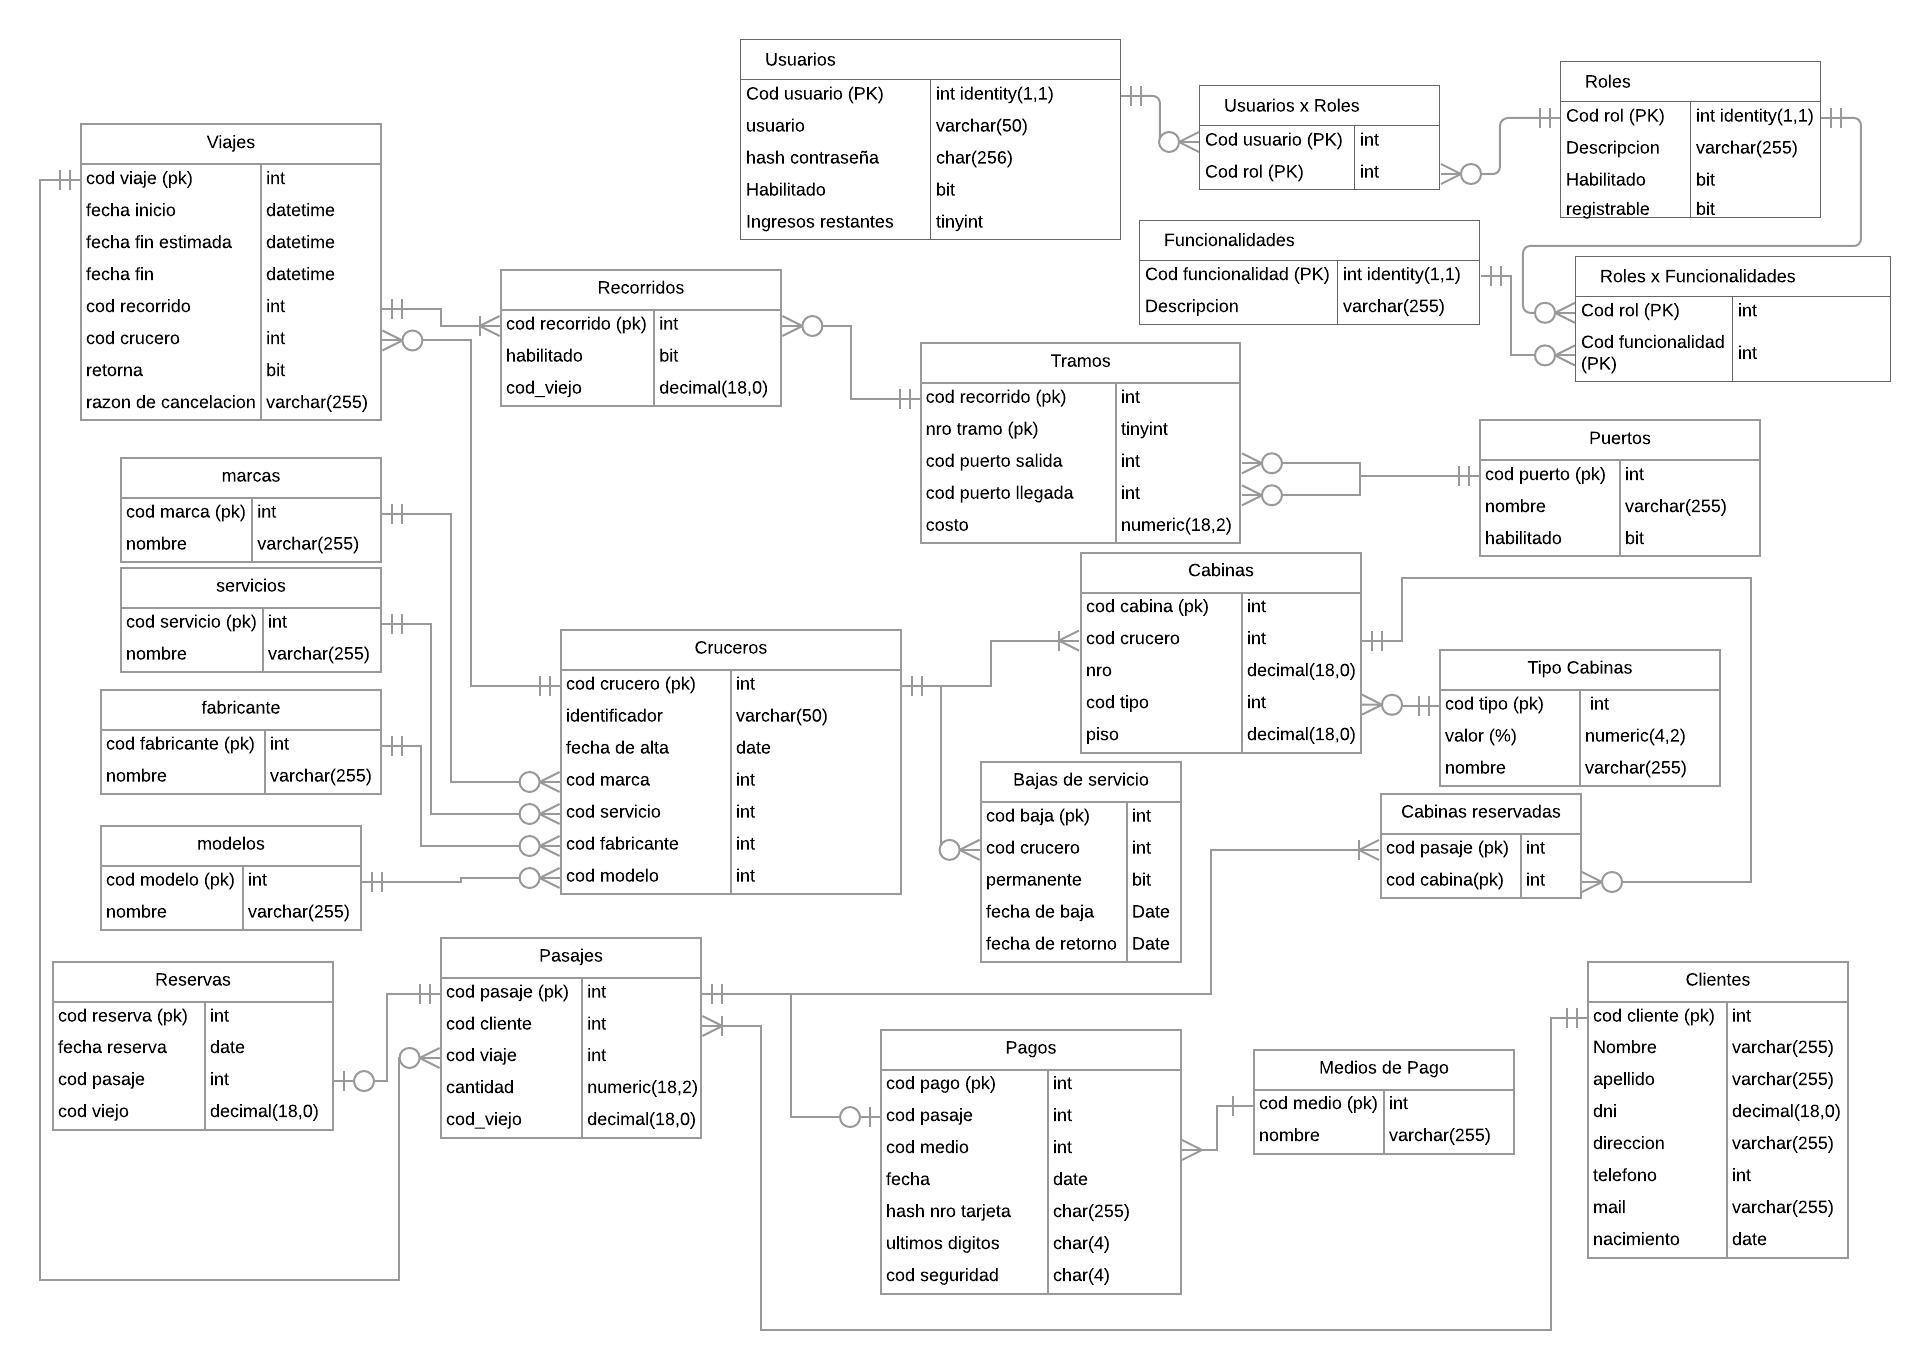 Usuarios
Cod usuario (PK) int identity(1,1)
usuario varchar(50)
hash contraseña char(256)
Habilitado bit
Ingresos restantes tinyint
Usuarios x Roles
Cod usuario (PK) int
Cod rol (PK) int
Roles
Cod rol (PK) int identity(1,1)
Descripcion varchar(255)
Habilitado bit
registrable bit
Viajes
cod viaje (pk) int
fecha inicio datetime
fecha fin estimada datetime
fecha fin datetime
cod recorrido int
cod crucero int
retorna bit
razon de cancelacion varchar(255)
Recorridos
cod recorrido (pk) int
habilitado bit
cod_viejo decimal(18,0)
Funcionalidades
Cod funcionalidad (PK) int identity(1,1)
Descripcion varchar(255)
Roles x Funcionalidades
Cod rol (PK) int
Cod funcionalidad
(PK) int
Tramos
cod recorrido (pk) int
nro tramo (pk) tinyint
cod puerto salida int
cod puerto llegada int
costo numeric(18,2)
Puertos
cod puerto (pk) int
nombre varchar(255)
habilitado bit
marcas
cod marca (pk) int
nombre varchar(255)
servicios
cod servicio (pk) int
nombre varchar(255)
fabricante
cod fabricante (pk) int
nombre varchar(255)
modelos
cod modelo (pk) int
nombre varchar(255)
Cruceros
cod crucero (pk) int
identificador varchar(50)
fecha de alta date
cod marca int
cod servicio int
cod fabricante int
cod modelo int
Cabinas
cod cabina (pk) int
cod crucero int
nro decimal(18,0)
cod tipo int
piso decimal(18,0)
Tipo Cabinas
cod tipo (pk) int
valor (%) numeric(4,2)
nombre varchar(255)
Bajas de servicio
cod baja (pk) int
cod crucero int
permanente bit
fecha de baja Date
fecha de retorno Date
Cabinas reservadas
cod pasaje (pk) int
cod cabina(pk) int
Reservas
cod reserva (pk) int
fecha reserva date
cod pasaje int
cod viejo decimal(18,0)
Pasajes
cod pasaje (pk) int
cod cliente int
cod viaje int
cantidad numeric(18,2)
cod_viejo decimal(18,0)
Pagos
cod pago (pk) int
cod pasaje int
cod medio int
fecha date
hash nro tarjeta char(255)
ultimos digitos char(4)
cod seguridad char(4)
Medios de Pago
cod medio (pk) int
nombre varchar(255)
Clientes
cod cliente (pk) int
Nombre varchar(255)
apellido varchar(255)
dni decimal(18,0)
direccion varchar(255)
telefono int
mail varchar(255)
nacimiento date